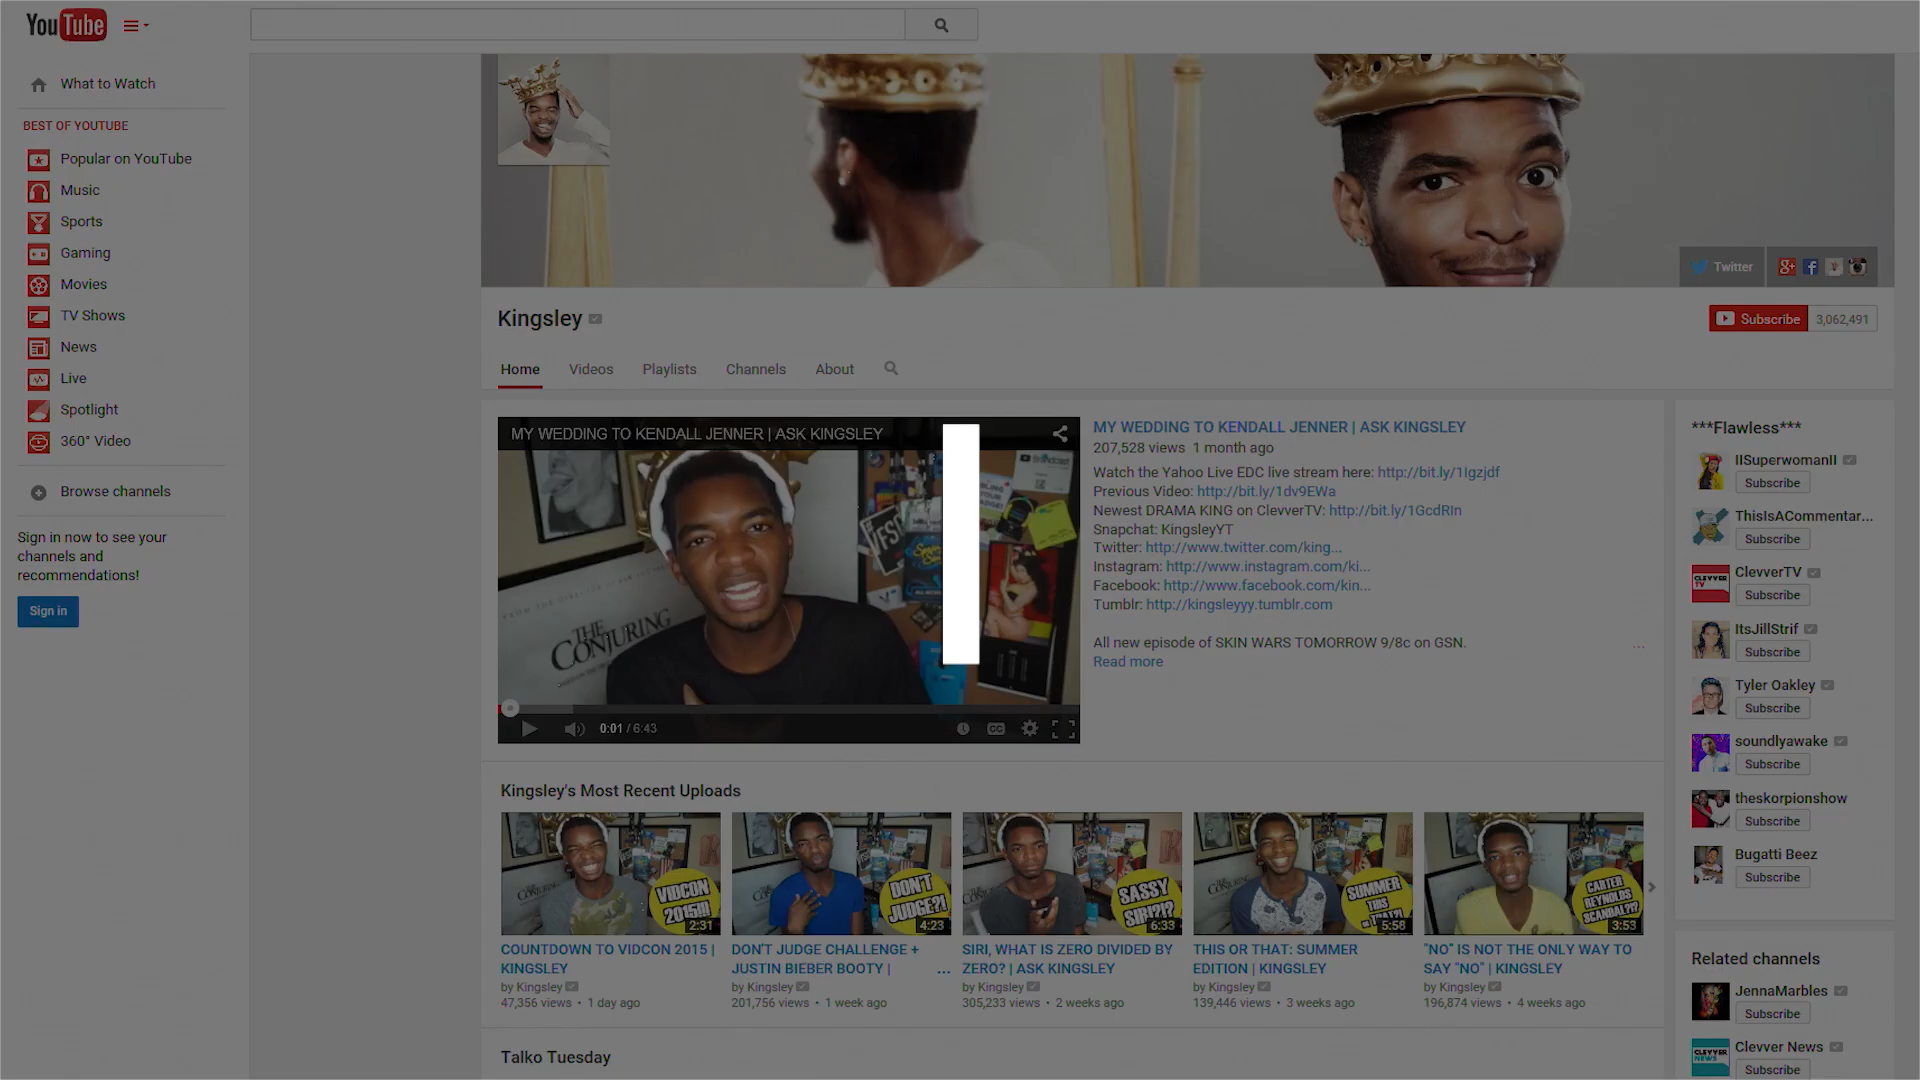 YouTube
What to Watch
BEST OF YOUTUBE
Popular on YouTube
Music
Sports
Gaming
Movies
TV Shows
News
Live
Spotlight
360° Video
Browse channels
Sign in now to see your
channels and
recommendations!
Sign in
Twitter
Kingsley
Subscribe 3,062,491
Home Videos Playlists Channels About
MY WEDDING TO KENDALL JENNER | ASK KINGSLEY
THE
CONJURING
0:01 / 6:43
CC
MY WEDDING TO KENDALL JENNER | ASK KINGSLEY
207,528 views 1 month ago
Watch the Yahoo Live EDC live stream here: http://bit.ly/1Igzjdf
Previous Video: http://bit.ly/1dv9EWa
Newest DRAMA KING on ClevverTV: http://bit.ly/1GcdRIn
Snapchat: KingsleyYT
Twitter: http://www.twitter.com/king...
Instagram: http://www.instagram.com/ki...
Facebook: http://www.facebook.com/kin...
Tumblr: http://kingsleyyy.tumblr.com
All new episode of SKIN WARS TOMORROW 9/8c on GSN.
Read more
Kingsley's Most Recent Uploads
VIDCON
2015!!!
2:31
COUNTDOWN TO VIDCON 2015 |
KINGSLEY
by Kingsley
47,356 views • 1 day ago
DON'T
JUDGE?!
4:23
DON'T JUDGE CHALLENGE +
JUSTIN BIEBER BOOTY | ...
by Kingsley
201,756 views • 1 week ago
SASSY
SIRI?!?
6:33
SIRI, WHAT IS ZERO DIVIDED BY
ZERO? | ASK KINGSLEY
by Kingsley
305,233 views • 2 weeks ago
SUMMER
THIS
5:58
THIS OR THAT: SUMMER
EDITION | KINGSLEY
by Kingsley
139,446 views • 3 weeks ago
CARTER
REYNOLDS
SCANDAL?!?
3:53
"NO" IS NOT THE ONLY WAY TO
SAY "NO" | KINGSLEY
by Kingsley
196,874 views • 4 weeks ago
Talko Tuesday
***Flawless***
IISuperwomanII
Subscribe
ThisIsACommentar...
Subscribe
ClevverTV
Subscribe
ItsJillStrif
Subscribe
Tyler Oakley
Subscribe
soundlyawake
Subscribe
theskorpionshow
Subscribe
Bugatti Beez
Subscribe
Related channels
JennaMarbles
Subscribe
CLEVVER
NEWS
Clevver News
Subscribe